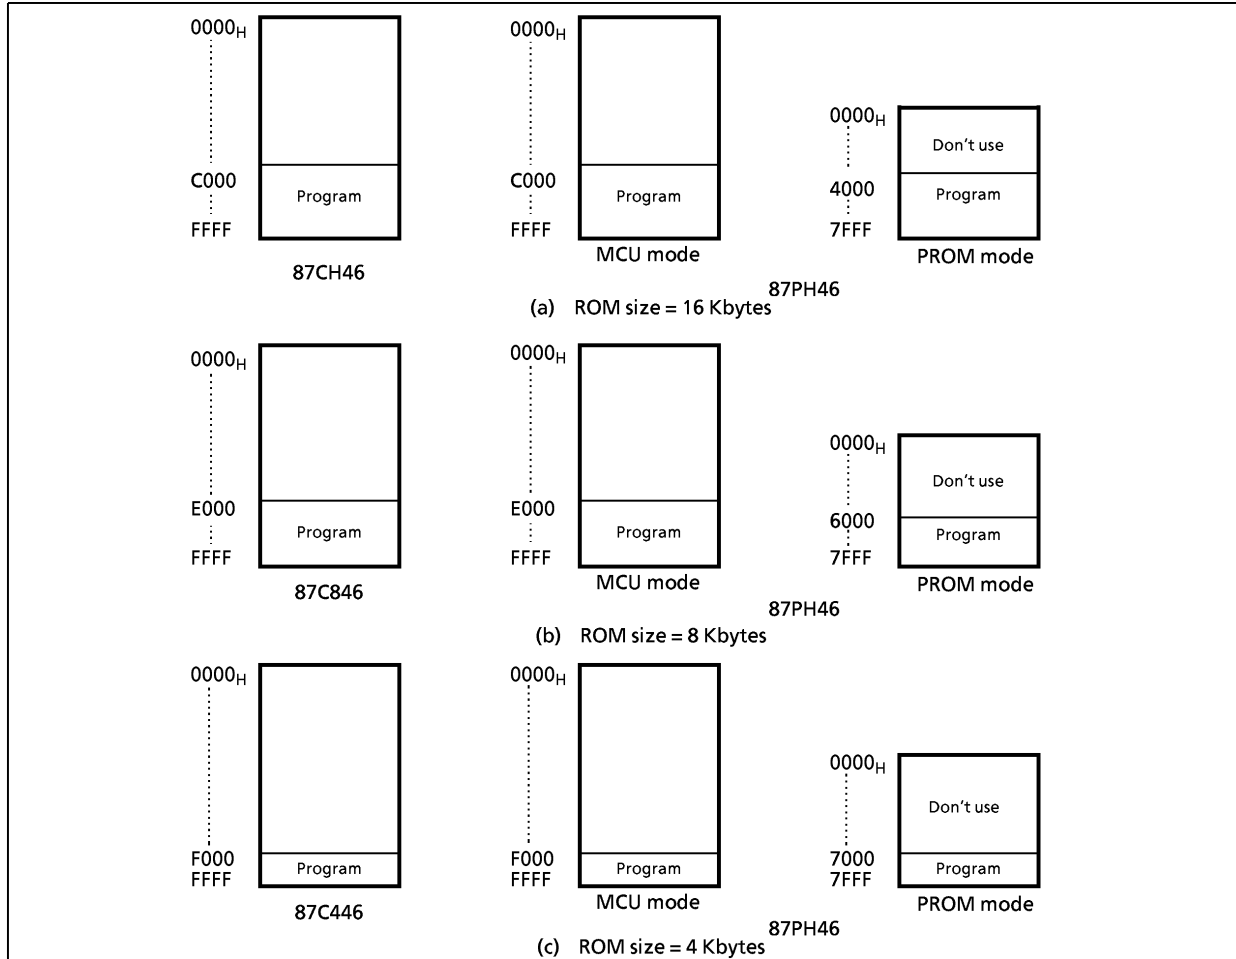 0000H
C000
FFFF
Program
87CH46
0000H
C000
FFFF
Program
MCU mode
0000H
4000
7FFF
Don't use
Program
PROM mode
87PH46
(a) ROM size = 16 Kbytes
0000H
E000
FFFF
Program
87C846
0000H
E000
FFFF
Program
MCU mode
0000H
6000
7FFF
Don't use
Program
PROM mode
87PH46
(b) ROM size = 8 Kbytes
0000H
F000
FFFF
Program
87C446
0000H
F000
FFFF
Program
MCU mode
0000H
7000
7FFF
Don't use
Program
PROM mode
87PH46
(c) ROM size = 4 Kbytes